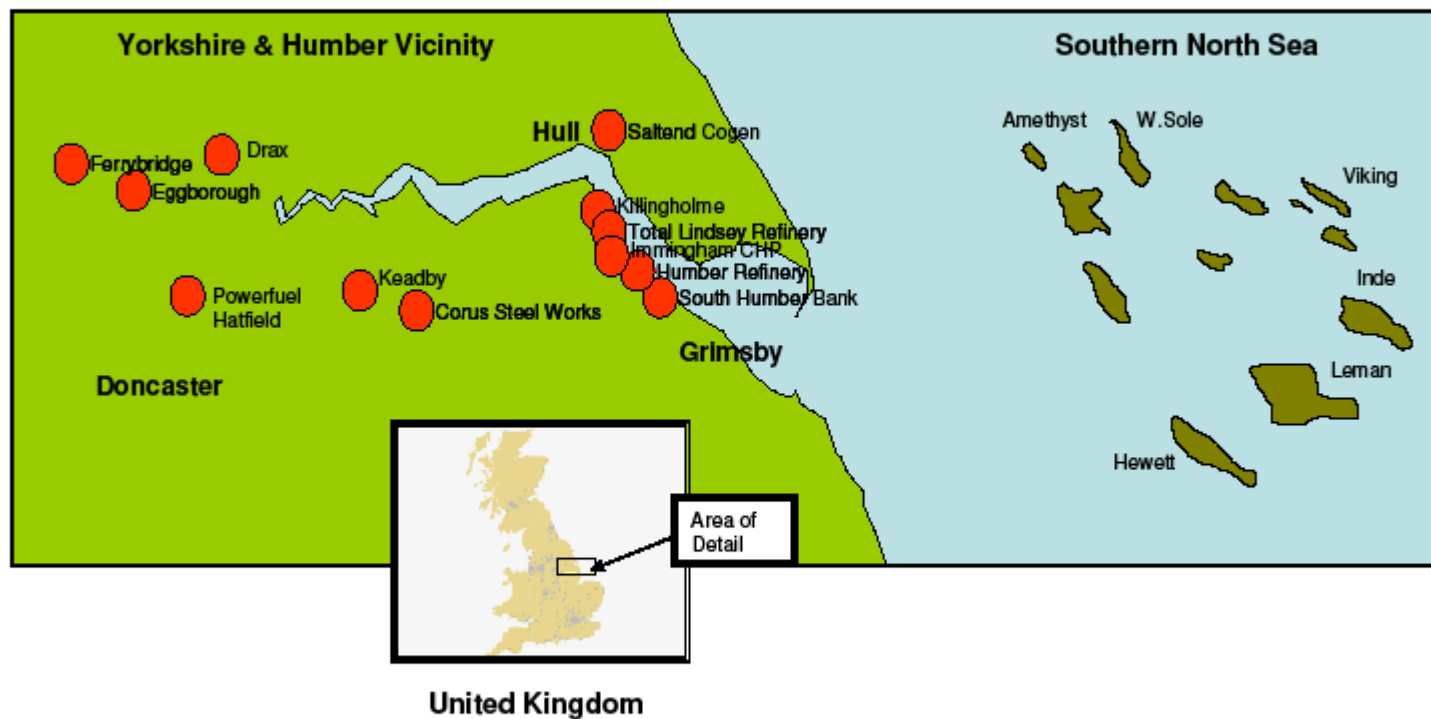 Yorkshire & Humber Vicinity
Southern North Sea
Hull
Saltend Cogen
Amethyst
W.Sole
Drax
Ferrybridge
Eggborough
Viking
Killingholme
Total Lindsey Refinery
Immingham CHP
Humber Refinery
South Humber Bank
Keadby
Powerfuel
Hatfield
Corus Steel Works
Inde
Grimsby
Leman
Doncaster
Hewett
Area of
Detail
United Kingdom